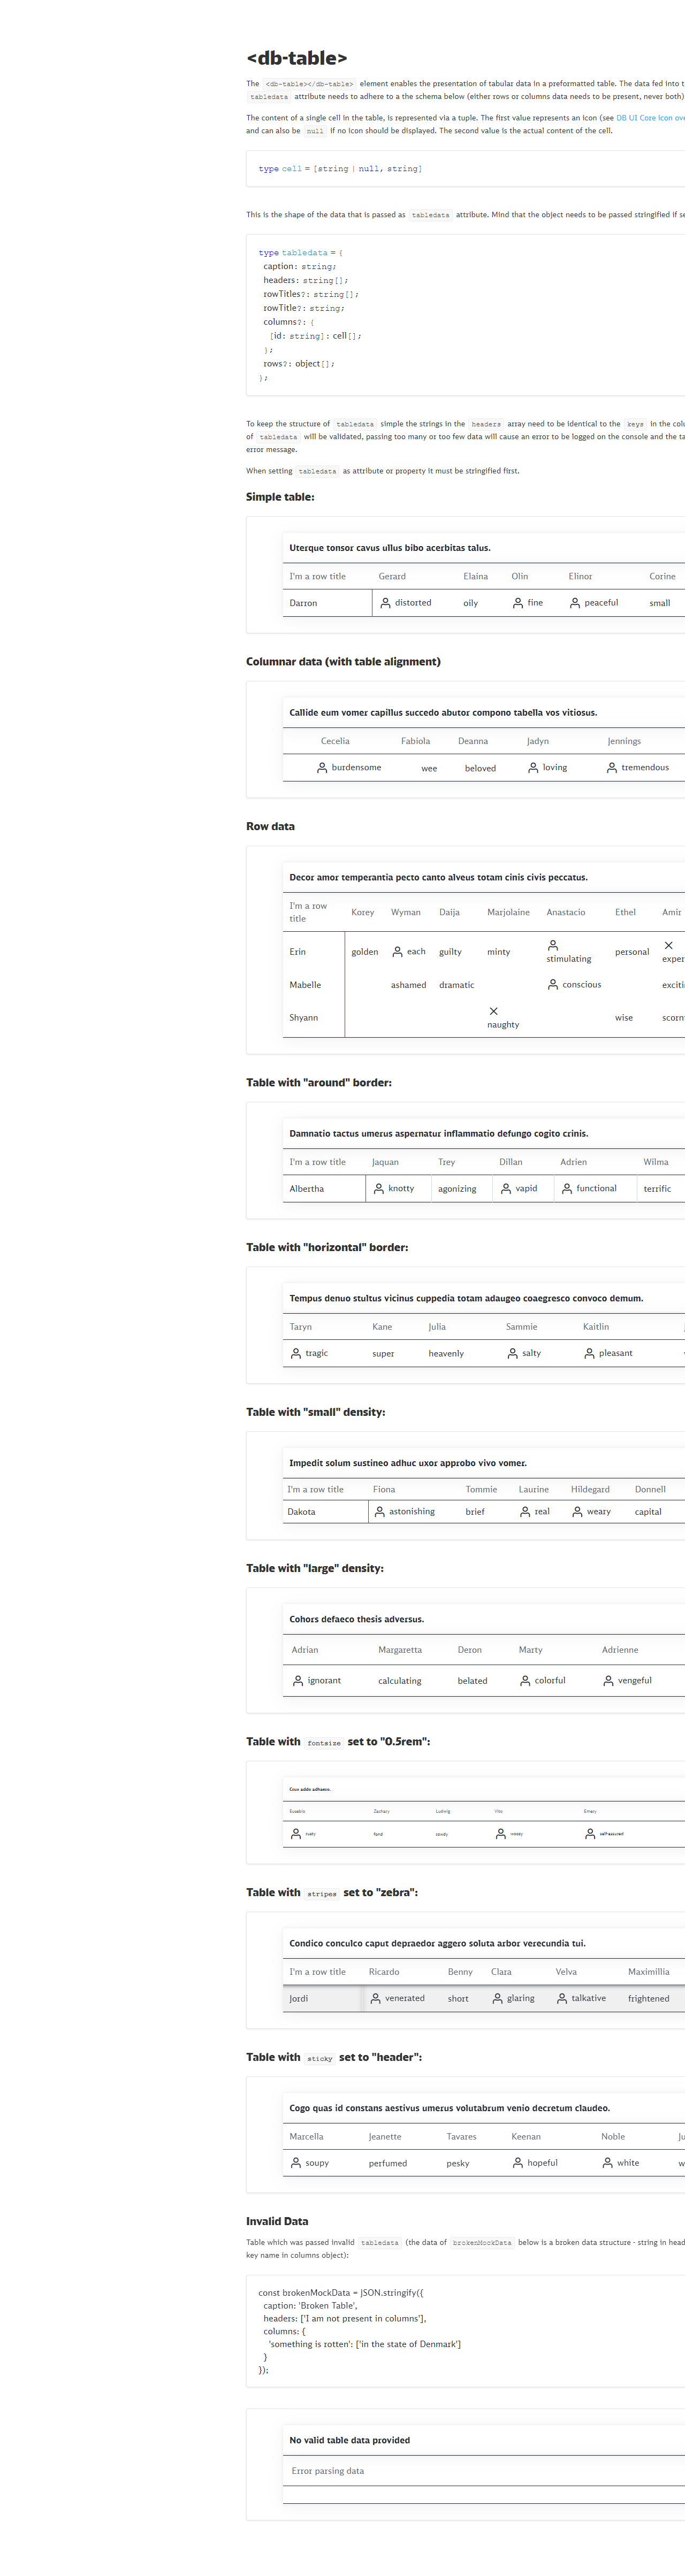 <db-table>
The <db-table></db-table> element enables the presentation of tabular data in a preformatted table. The data fed into t
tabledata attribute needs to adhere to a the schema below (either rows or columns data needs to be present, never both)
The content of a single cell in the table, is represented via a tuple. The first value represents an icon (see DB UI Core icon ove
and can also be null if no icon should be displayed. The second value is the actual content of the cell.
type cell = [string | null, string]
This is the shape of the data that is passed as tabledata attribute. Mind that the object needs to be passed stringified if se
type tabledata = {
caption: string;
headers: string[];
rowTitles?: string[];
rowTitle?: string;
columns?: {
[id: string]: cell[];
};
rows?: object[];
};
To keep the structure of tabledata simple the strings in the headers array need to be identical to the keys in the colu
of tabledata will be validated, passing too many or too few data will cause an error to be logged on the console and the ta
error message.
When setting tabledata as attribute or property it must be stringified first.
Simple table:
Uterque tonsor cavus ullus bibo acerbitas talus.
I'm a row title Gerard Elaina Olin Elinor Corine
Darron distorted oily fine peaceful small
Columnar data (with table alignment)
Callide eum vomer capillus succedo abutor compono tabella vos vitiosus.
Cecelia Fabiola Deanna Jadyn Jennings
burdensome wee beloved loving tremendous
Row data
Decor amor temperantia pecto canto alveus totam cinis civis peccatus.
I'm a row
title Korey Wyman Daija Marjolaine Anastacio Ethel Amir
Erin golden each guilty minty stimulating personal exper
Mabelle ashamed dramatic conscious exciti
Shyann naughty wise scorn
Table with "around" border:
Damnatio tactus umerus aspernatur inflammatio defungo cogito crinis.
I'm a row title Jaquan Trey Dillan Adrien Wilma
Albertha knotty agonizing vapid functional terrific
Table with "horizontal" border:
Tempus denuo stultus vicinus cuppedia totam adaugeo coaegresco convoco demum.
Taryn Kane Julia Sammie Kaitlin
tragic super heavenly salty pleasant
Table with "small" density:
Impedit solum sustineo adhuc uxor approbo vivo vomer.
I'm a row title Fiona Tommie Laurine Hildegard Donnell
Dakota astonishing brief real weary capital
Table with "large" density:
Cohors defaeco thesis adversus.
Adrian Margaretta Deron Marty Adrienne
ignorant calculating belated colorful vengeful
Table with fontsize set to "0.5rem":
Crux addo adhaero.
Eusebio Zachary Ludwig Vito Emery
rusty fond rowdy woozy self-assured
Table with stripes set to "zebra":
Condico conculco caput depraedor aggero soluta arbor verecundia tui.
I'm a row title Ricardo Benny Clara Velva Maximillia
Jordi venerated short glaring talkative frightened
Table with sticky set to "header":
Cogo quas id constans aestivus umerus volutabrum venio decretum claudeo.
Marcella Jeanette Tavares Keenan Noble Ju
soupy perfumed pesky hopeful white w
Invalid Data
Table which was passed invalid tabledata (the data of brokenMockData below is a broken data structure - string in head
key name in columns object):
const brokenMockData = JSON.stringify({
caption: 'Broken Table',
headers: ['I am not present in columns'],
columns: {
'something is rotten': ['in the state of Denmark']
}
});
No valid table data provided
Error parsing data